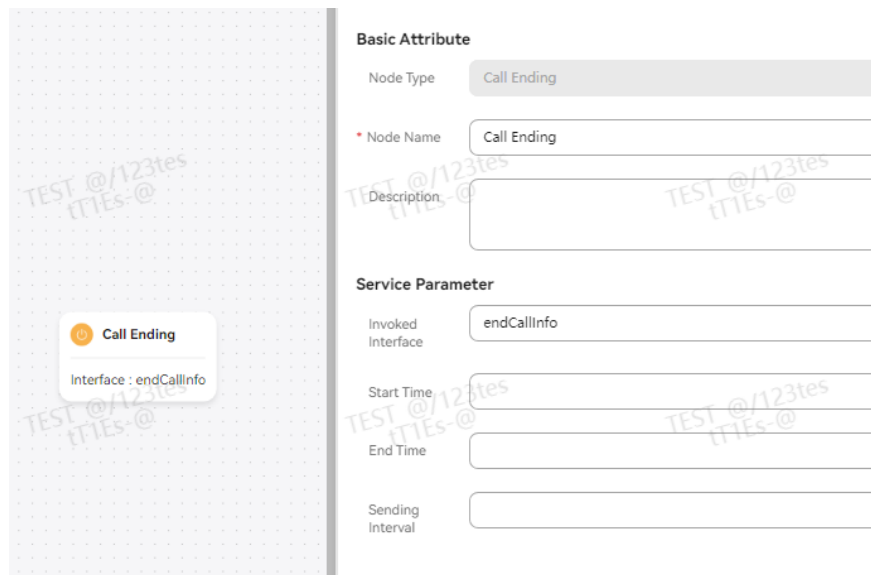 Basic Attribute
Node Type
Call Ending
* Node Name
Call Ending
Description
Service Parameter
Invoked
Interface
endCallInfo
Start Time
End Time
Sending
Interval
Call Ending
Interface : endCallInfo
TEST @/123tes
tT1Es-@
TEST @/123tes
tT1Es-@
TEST @/123tes
tT1Es-@
TEST @/123tes
tT1Es-@
TEST @/123tes
tT1Es-@
TEST @/123tes
tT1Es-@